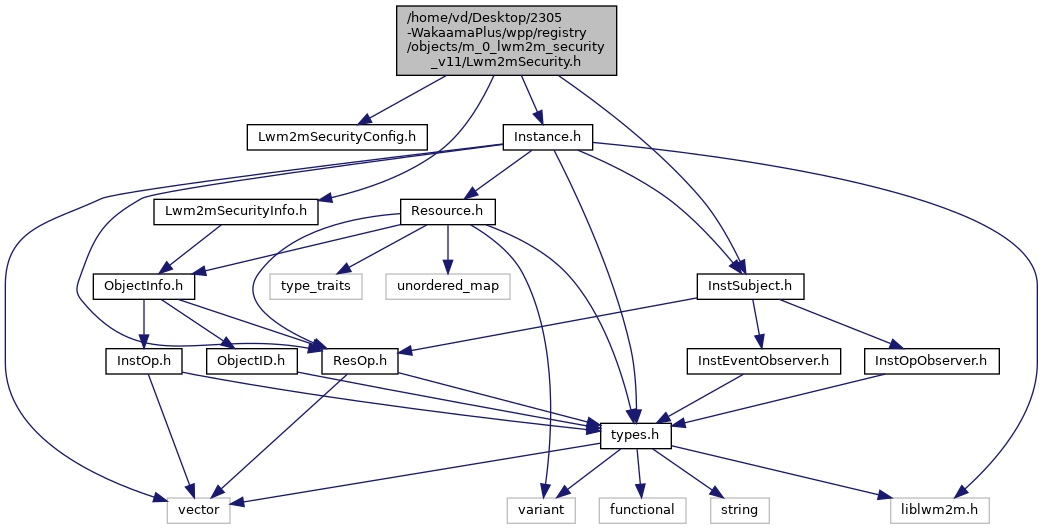 /home/vd/Desktop/2305
-WakaamaPlus/wpp/registry
/objects/m_0_lwm2m_security
_v11/Lwm2mSecurity.h
Lwm2mSecurityConfig.h
Instance.h
Lwm2mSecurityInfo.h
Resource.h
ObjectInfo.h
type_traits
unordered_map
InstSubject.h
InstOp.h
ObjectID.h
ResOp.h
InstEventObserver.h
InstOpObserver.h
types.h
vector
variant
functional
string
liblwm2m.h